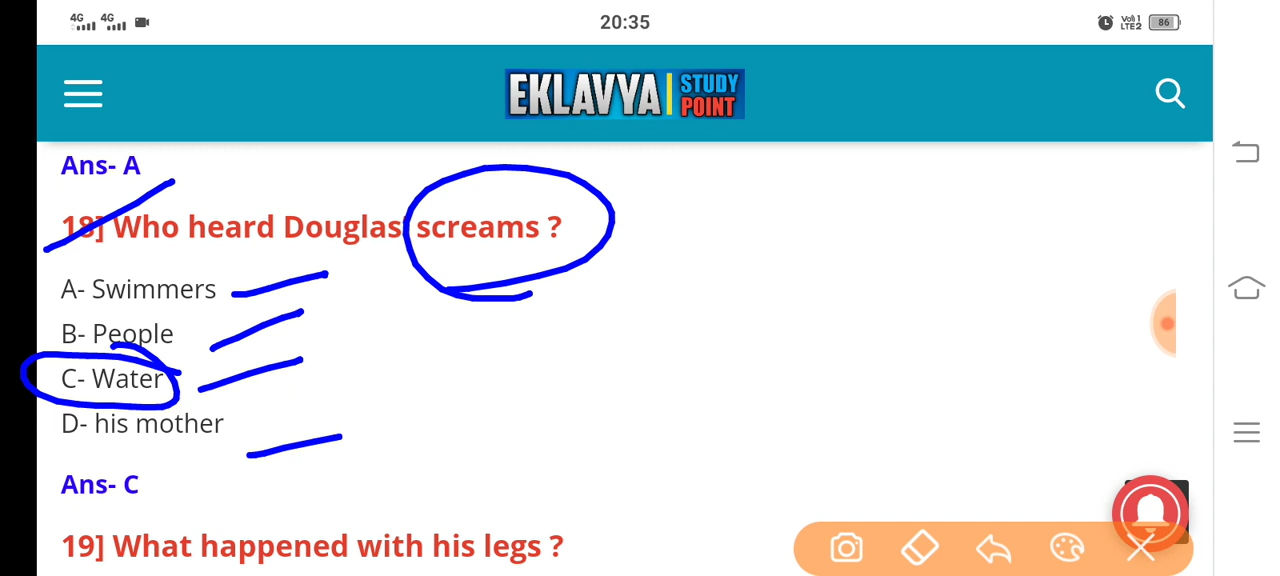 4G 4G 20:35 Vo)) 1 LTE2 86
EKLAVYA STUDY POINT
Ans- A
18] Who heard Douglas screams ?
A- Swimmers
B- People
C- Water
D- his mother
Ans- C
19] What happened with his legs ?